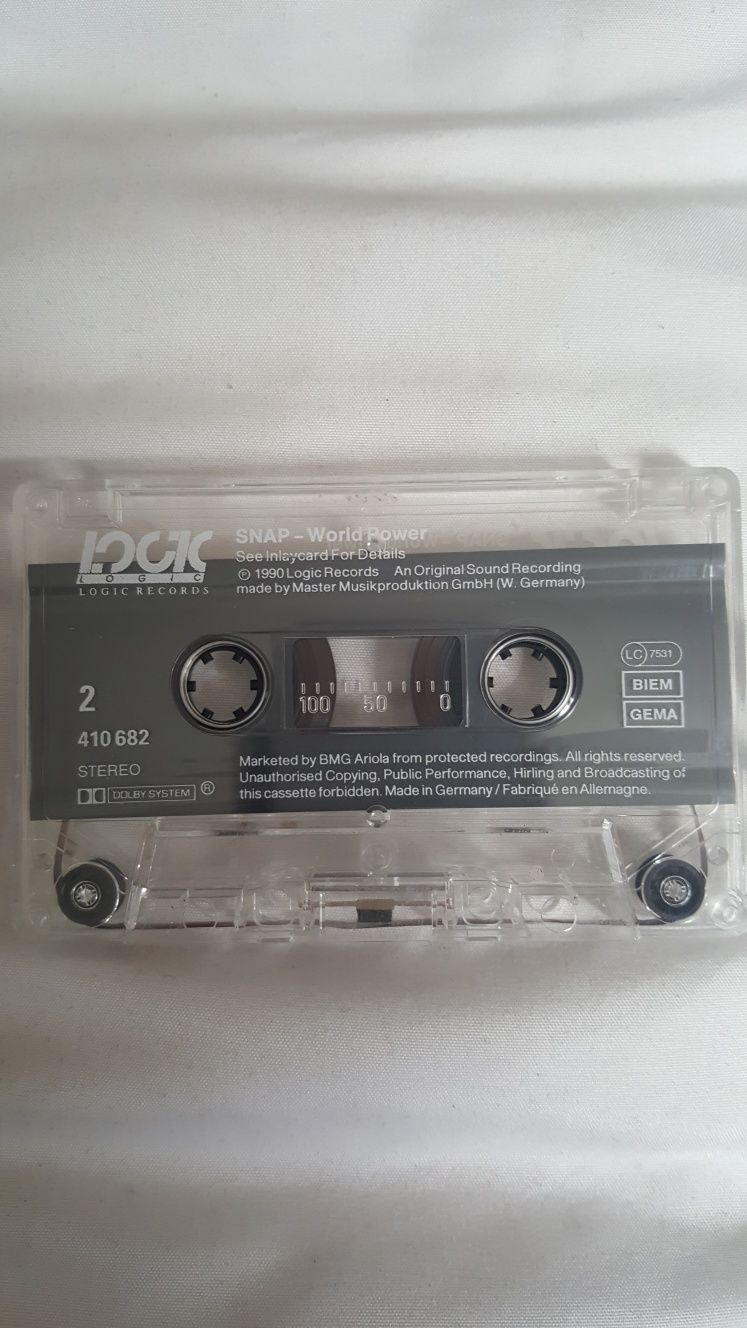 LOGIC
LOGIC
LOGIC RECORDS
SNAP – World Power
See Inlaycard For Details
℗ 1990 Logic Records An Original Sound Recording
made by Master Musikproduktion GmbH (W. Germany)
2
410 682
STEREO
DOLBY SYSTEM ®
100 50 0
LC 7531
BIEM
GEMA
Marketed by BMG Ariola from protected recordings. All rights reserved.
Unauthorised Copying, Public Performance, Hirling and Broadcasting of
this cassette forbidden. Made in Germany / Fabriqué en Allemagne.